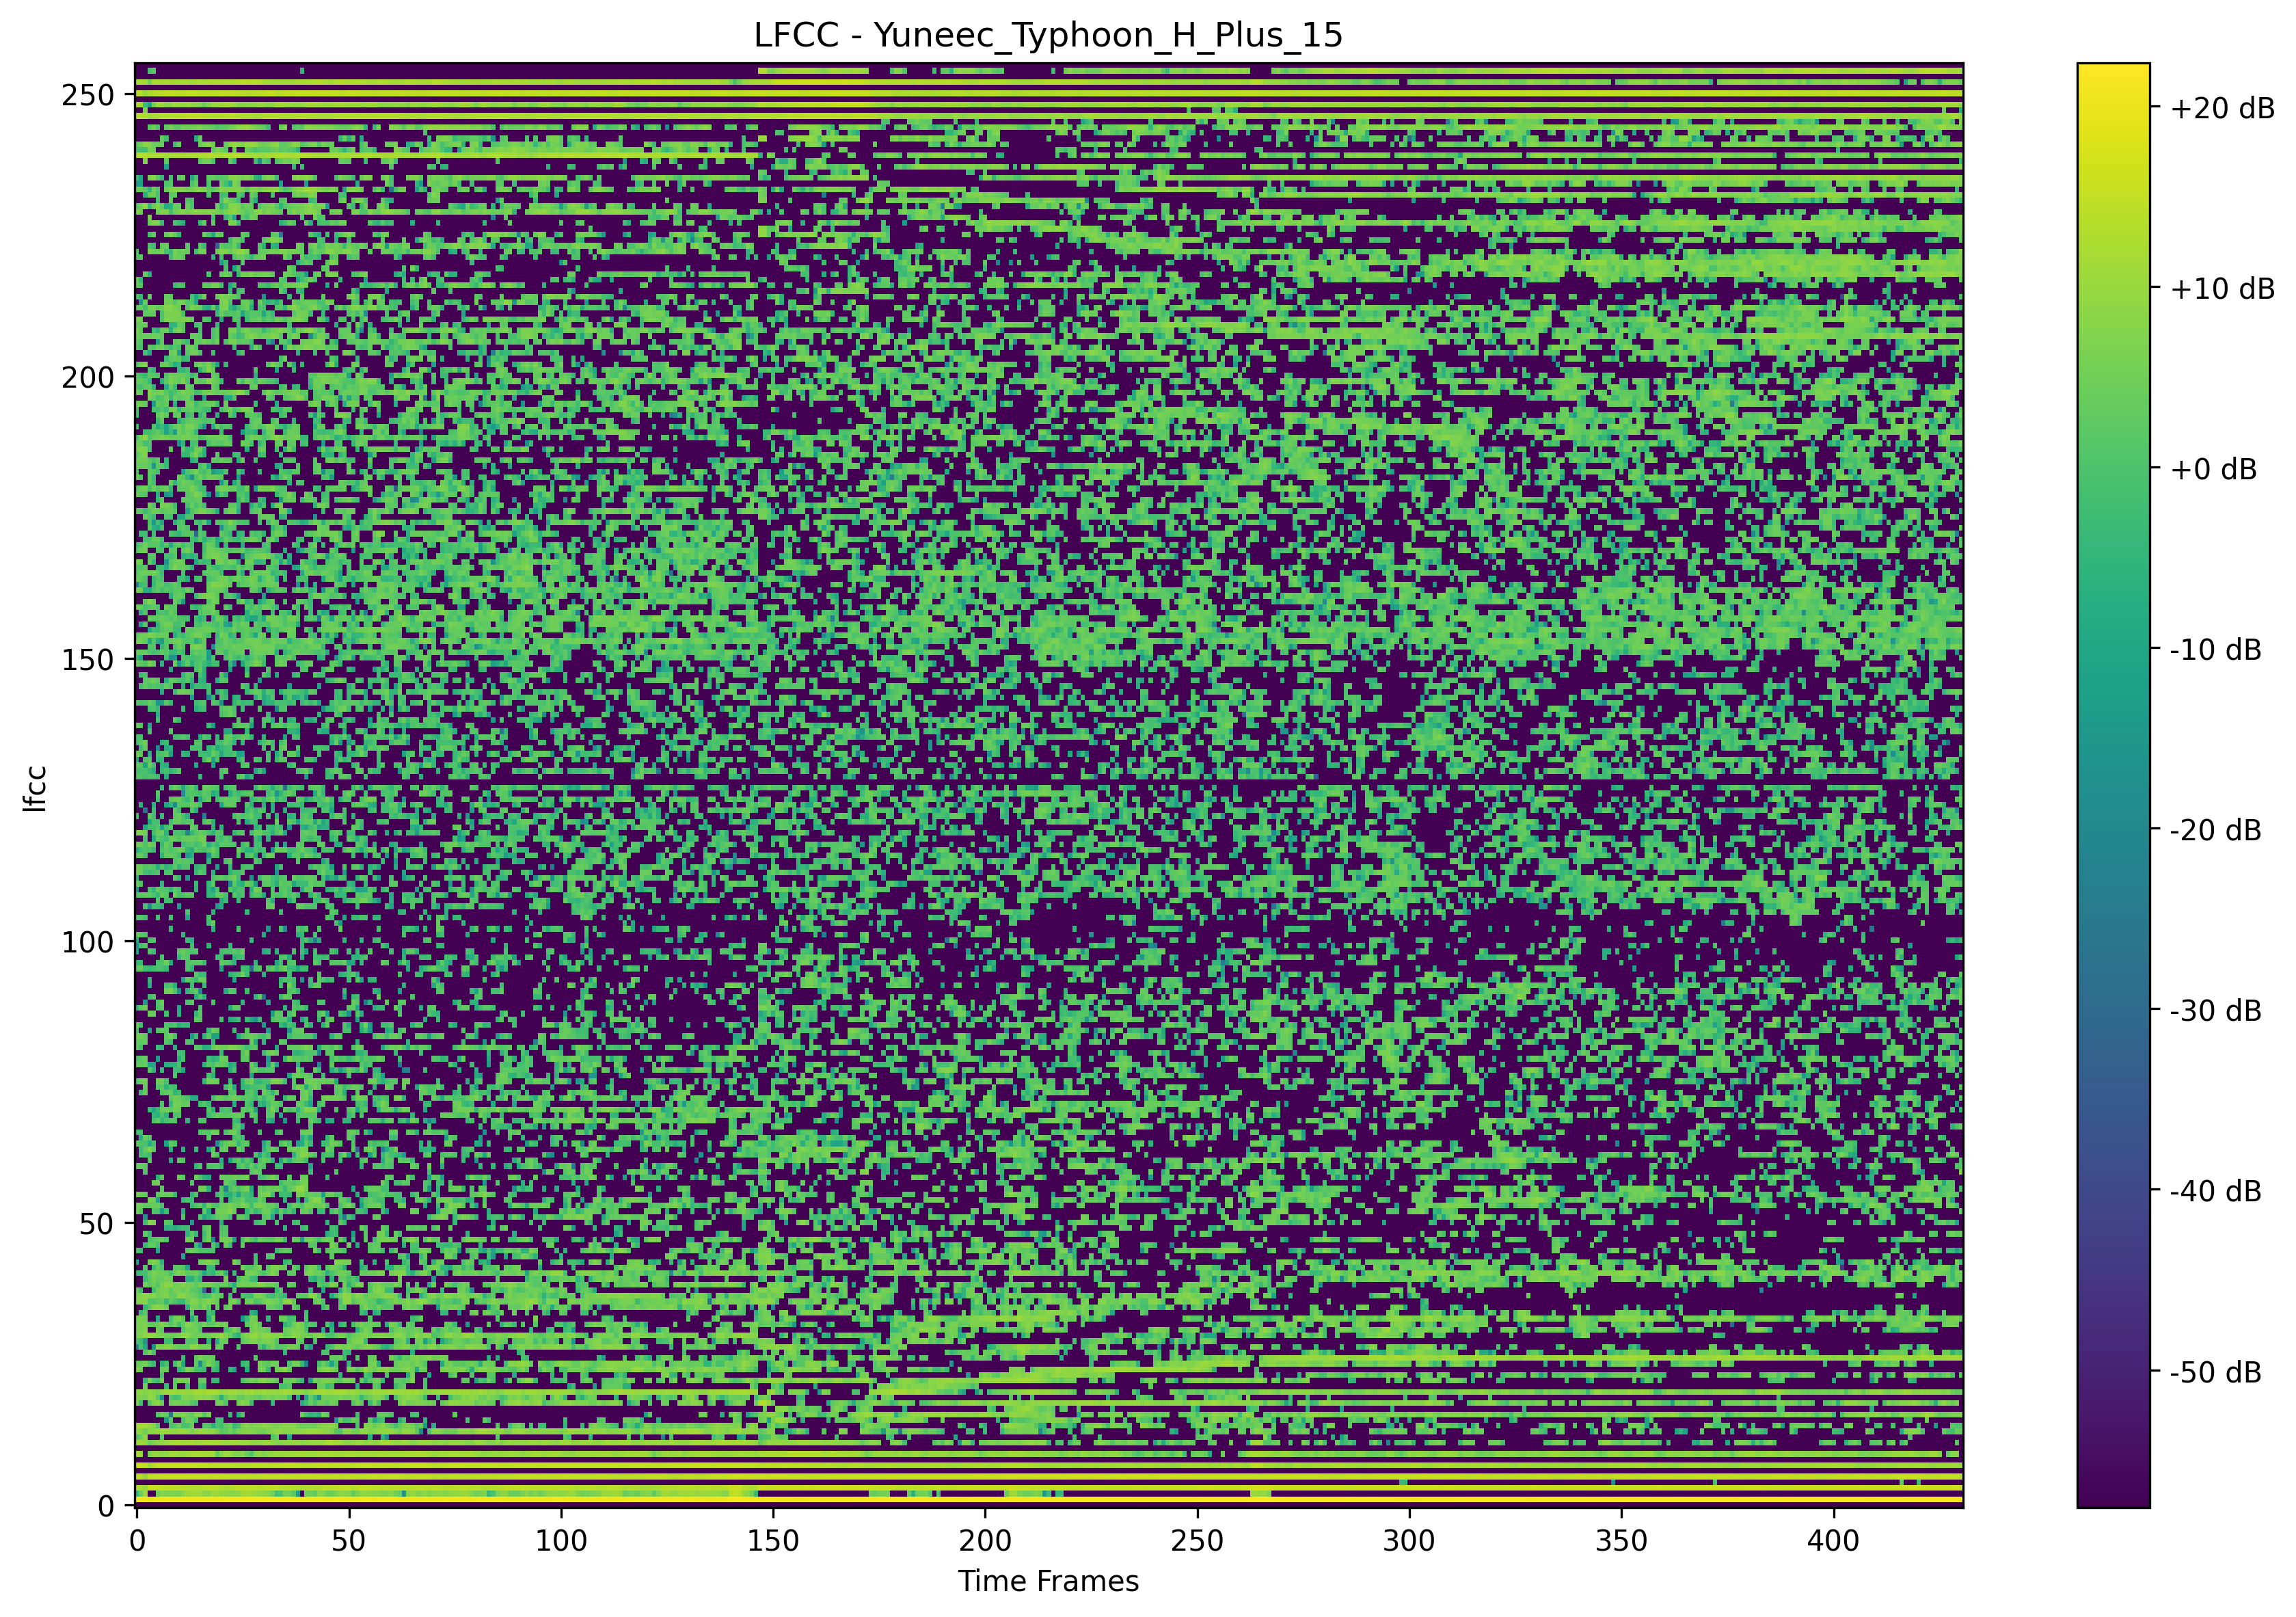 LFCC - Yuneec_Typhoon_H_Plus_15
250
200
150
100
50
0
lfcc
0 50 100 150 200 250 300 350 400
Time Frames
+20 dB
+10 dB
+0 dB
-10 dB
-20 dB
-30 dB
-40 dB
-50 dB